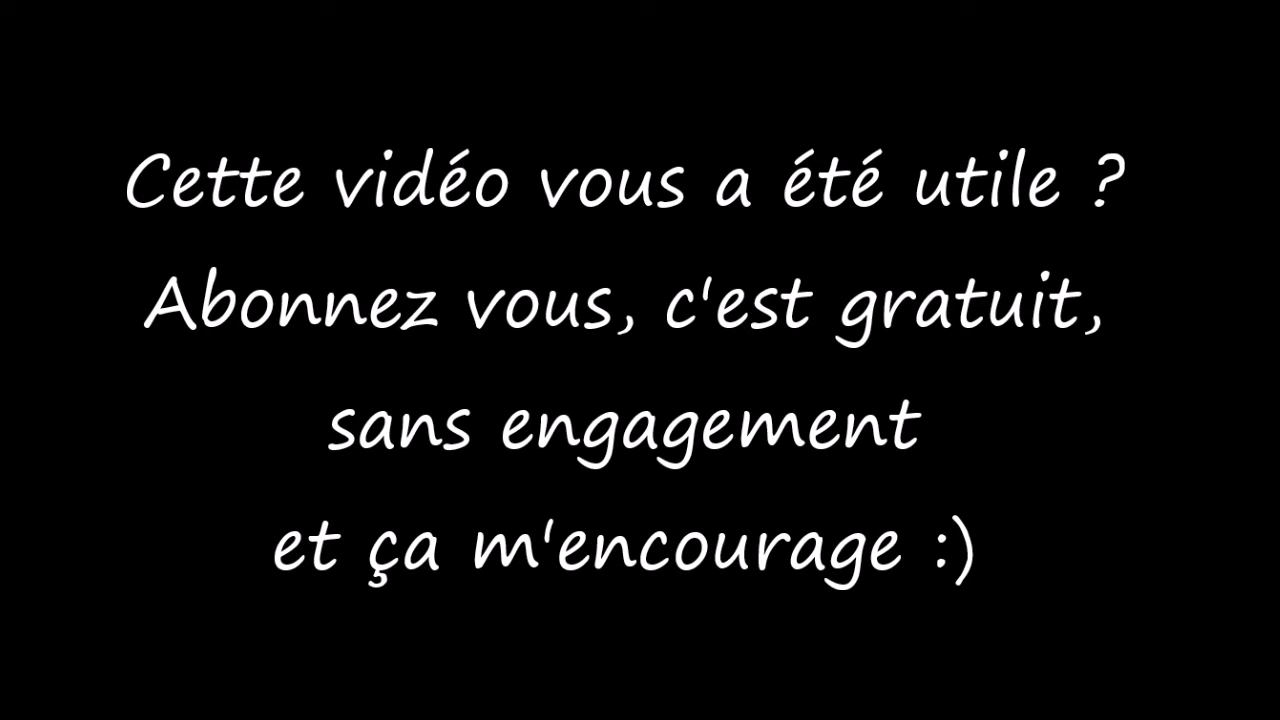 Cette vidéo vous a été utile ?
Abonnez vous, c'est gratuit,
sans engagement
et ça m'encourage :)